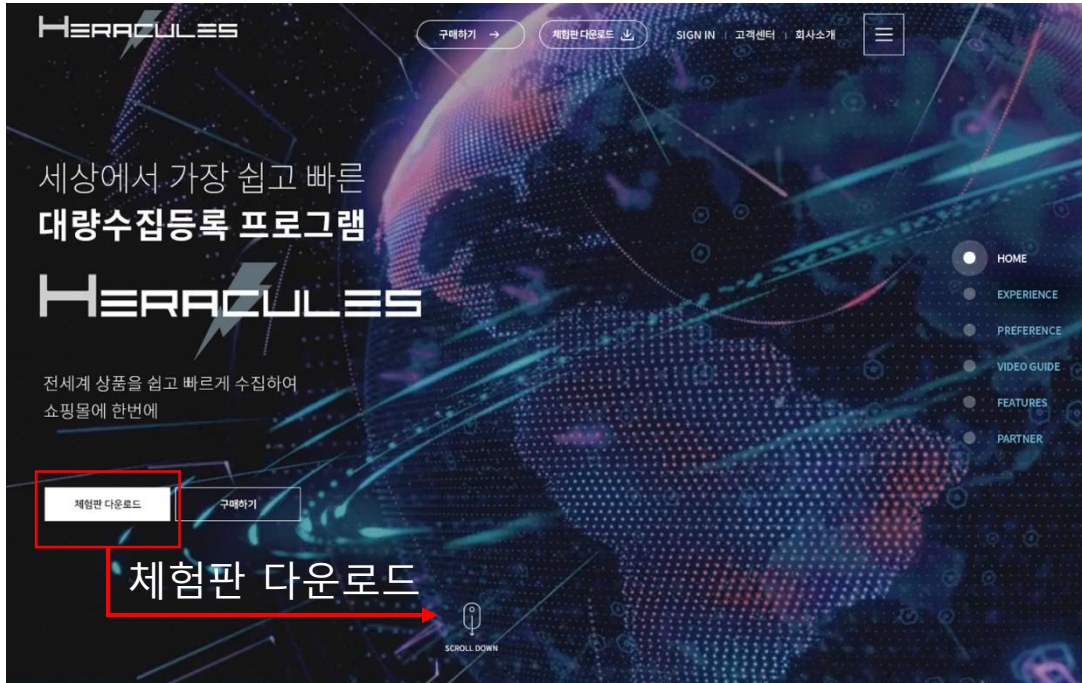 HERACULES
구매하기 →
체험판 다운로드
SIGN IN | 고객센터 | 회사소개
세상에서 가장 쉽고 빠른
대량수집등록 프로그램
HERACULES
전세계 상품을 쉽고 빠르게 수집하여
쇼핑몰에 한번에
체험판 다운로드
구매하기
체험판 다운로드
SCROLL DOWN
HOME
EXPERIENCE
PREFERENCE
VIDEO GUIDE
FEATURES
PARTNER